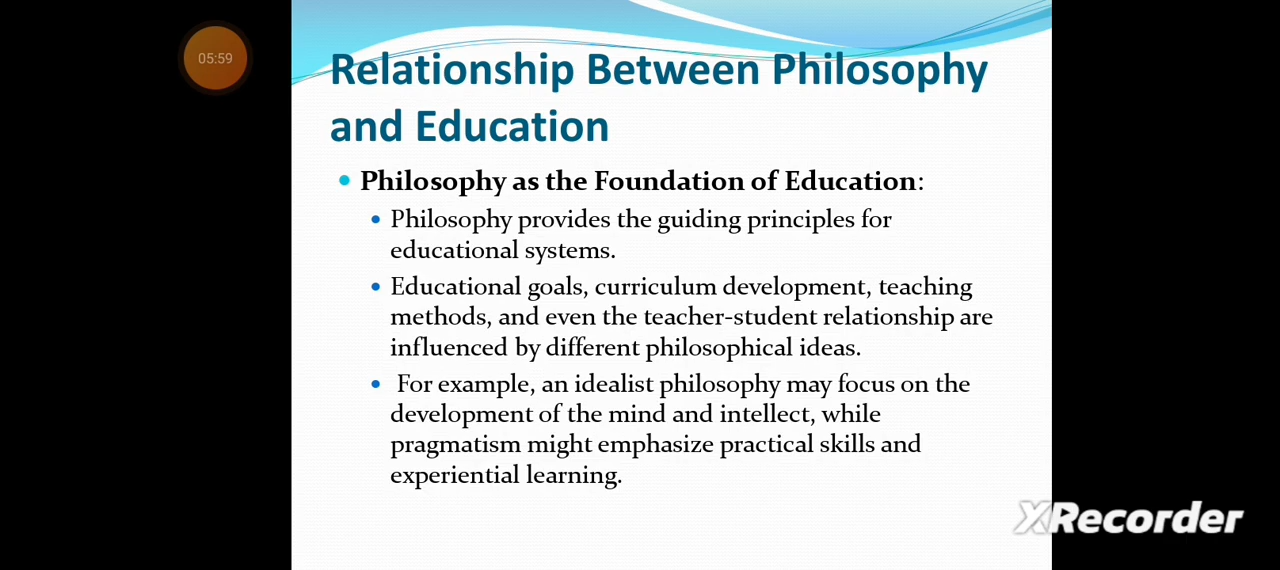 05:59
Relationship Between Philosophy
and Education
Philosophy as the Foundation of Education:
Philosophy provides the guiding principles for
educational systems.
Educational goals, curriculum development, teaching
methods, and even the teacher-student relationship are
influenced by different philosophical ideas.
For example, an idealist philosophy may focus on the
development of the mind and intellect, while
pragmatism might emphasize practical skills and
experiential learning.
XRecorder